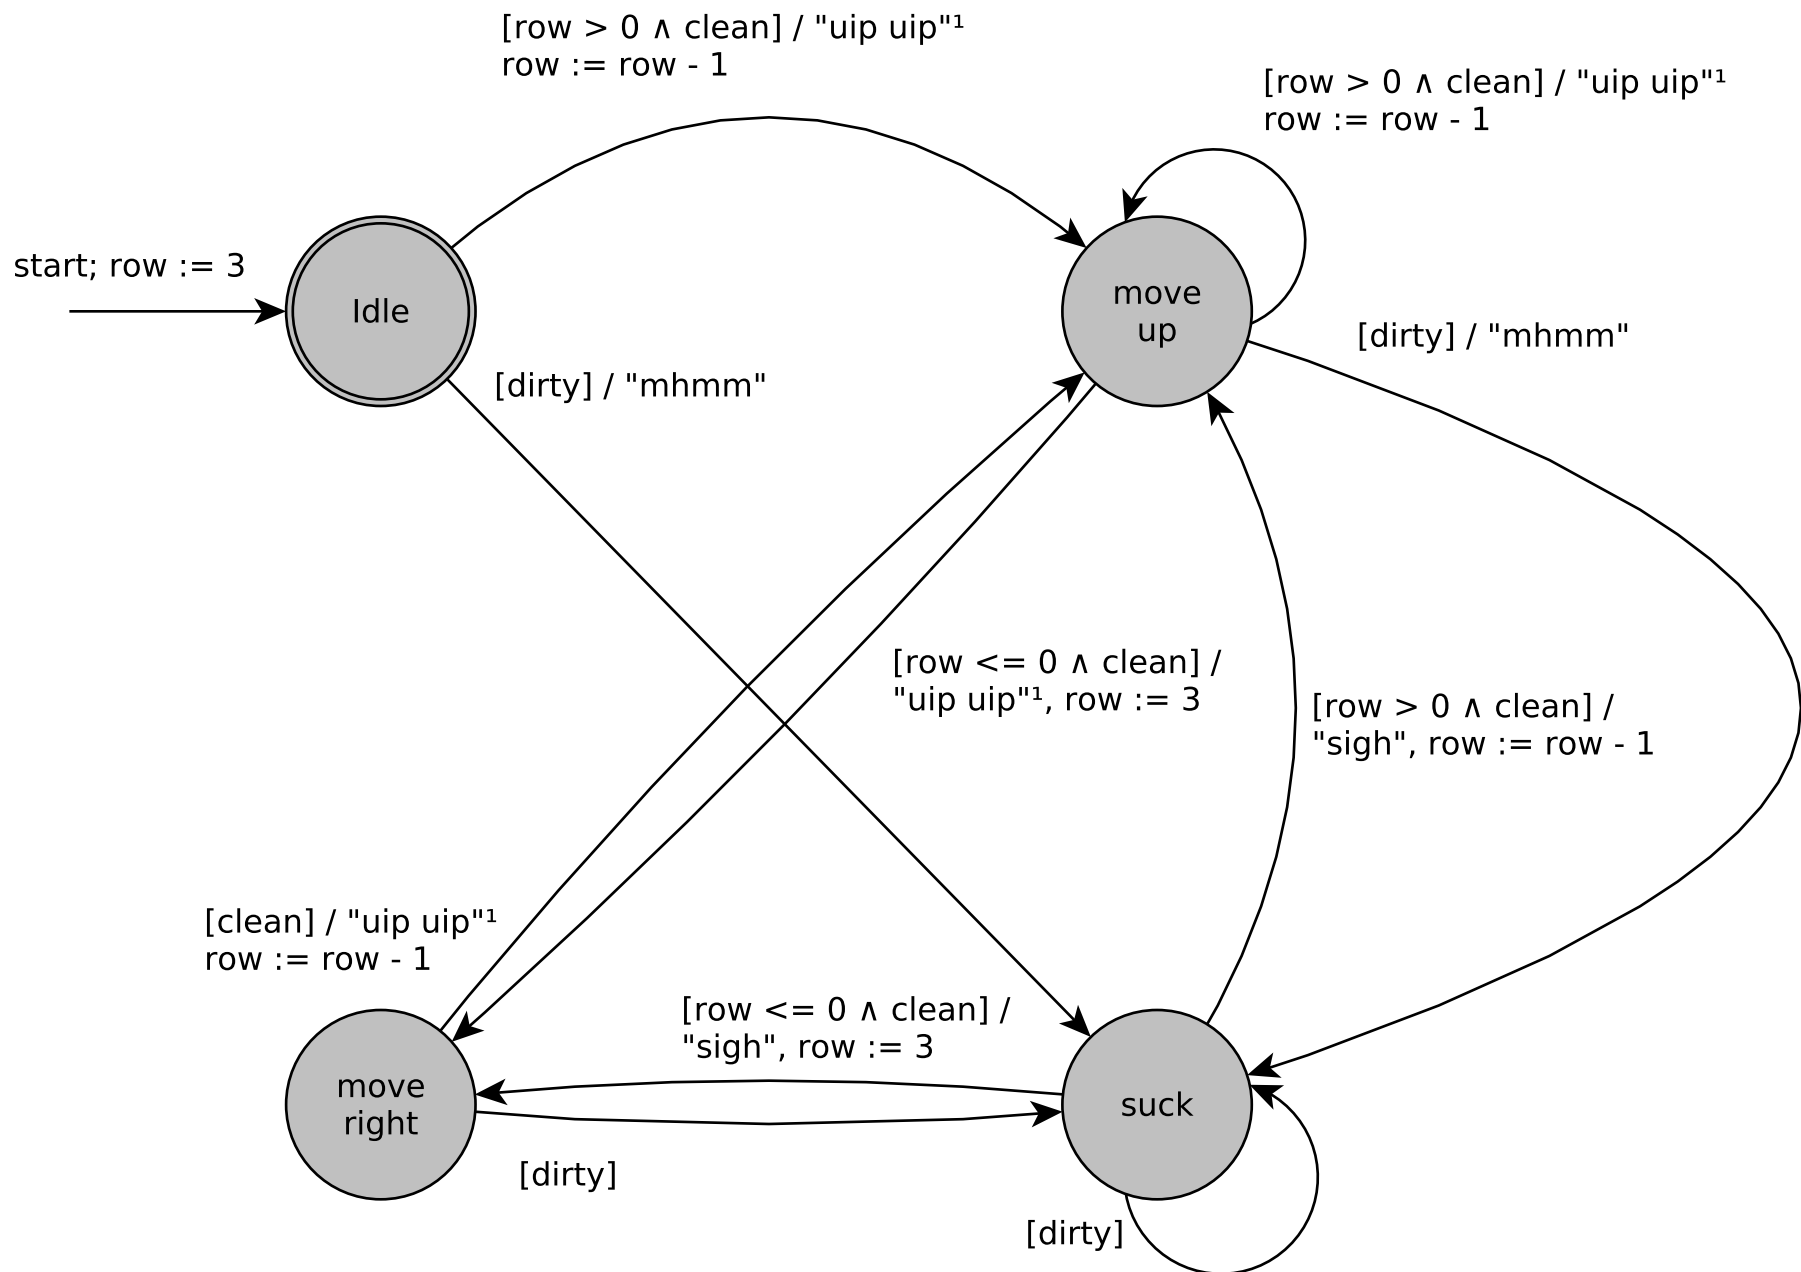 [row > 0 ∧ clean] / "uip uip"¹
row := row - 1
[row > 0 ∧ clean] / "uip uip"¹
row := row - 1
start; row := 3
Idle
move
up
[dirty] / "mhmm"
[dirty] / "mhmm"
[row <= 0 ∧ clean] /
"uip uip"¹, row := 3
[row > 0 ∧ clean] /
"sigh", row := row - 1
[clean] / "uip uip"¹
row := row - 1
[row <= 0 ∧ clean] /
"sigh", row := 3
move
right
suck
[dirty]
[dirty]